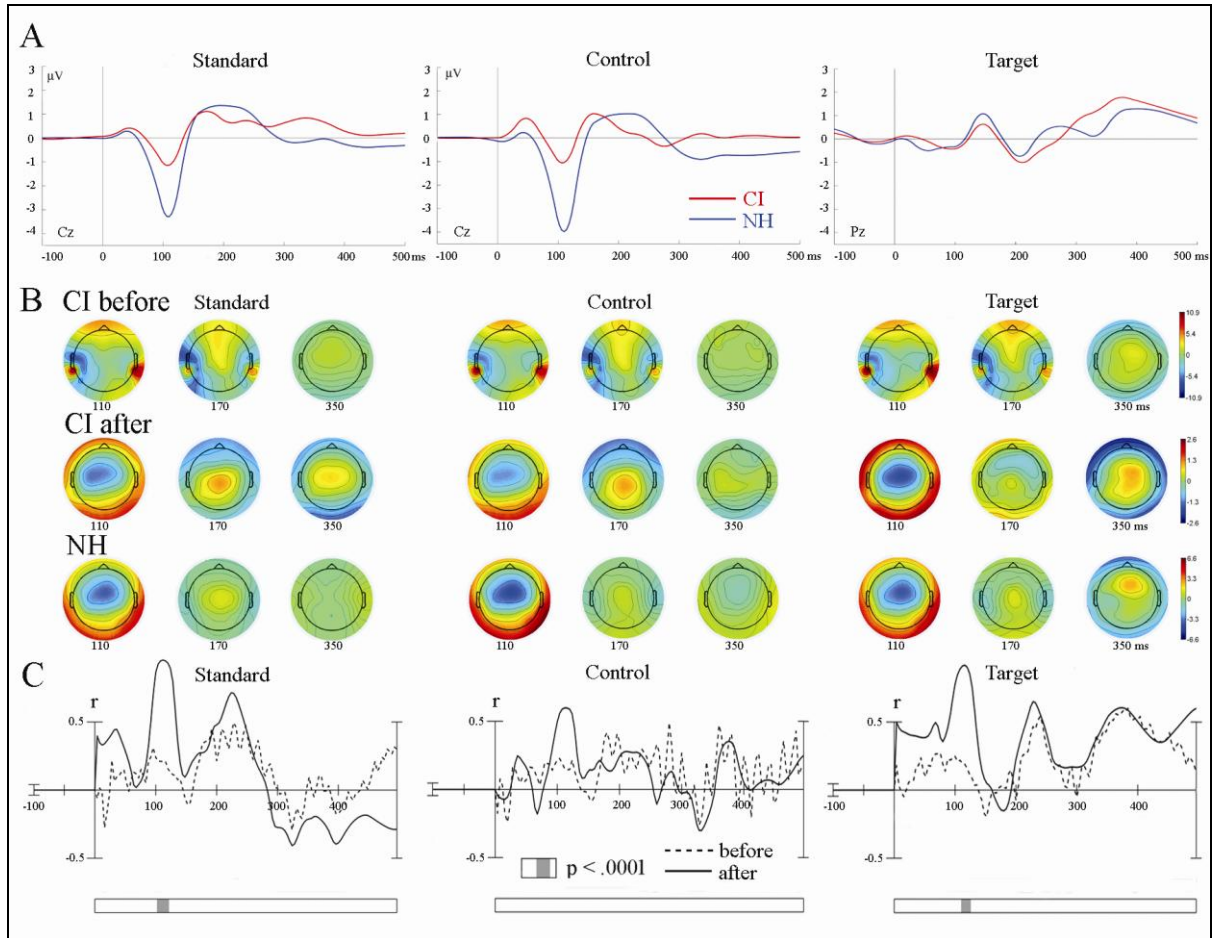 A
Standard
Control
Target
3 µV
2
1
0
-1
-2
-3
-4 Cz
-100 0 100 200 300 400 500 ms
3 µV
2
1
0
-1
-2
-3
-4 Cz
CI
NH
-100 0 100 200 300 400 500 ms
3
2
1
0
-1
-2
-3
-4 Pz
-100 0 100 200 300 400 500 ms
B CI before Standard Control Target
10.9
5.4
0
-5.4
-10.9
110 170 350 110 170 350 110 170 350 ms
CI after
2.6
1.3
0
-1.3
-2.6
110 170 350 110 170 350 110 170 350 ms
NH
6.6
3.3
0
-3.3
-6.6
110 170 350 110 170 350 110 170 350 ms
C Standard Control Target
r r r
0.5 0.5 0.5
-100 0 100 200 300 400
0 100 200 300 400
-100 0 100 200 300 400
-0.5 -0.5 -0.5
p < .0001
before
after